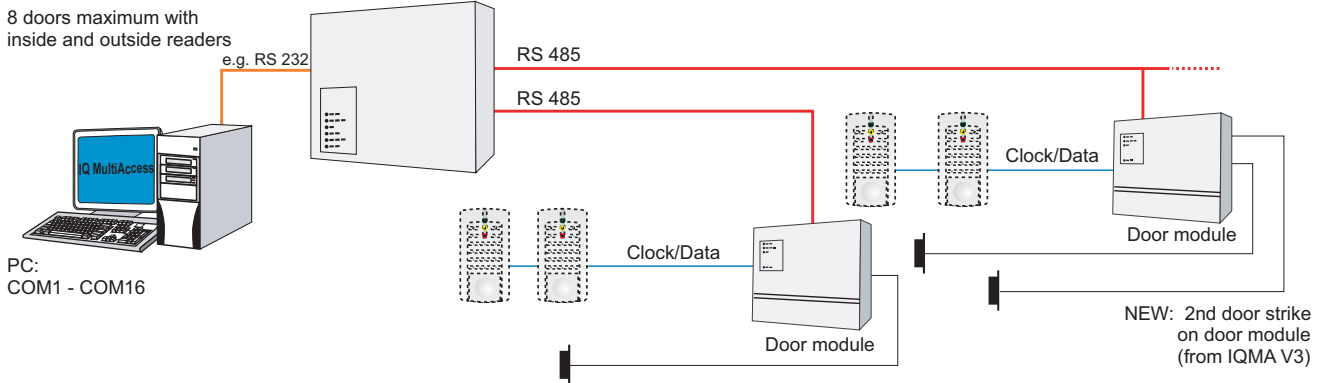 8 doors maximum with
inside and outside readers
e.g. RS 232
RS 485
RS 485
IQ MultiAccess
Clock/Data
Door module
Clock/Data
Door module
PC:
COM1 - COM16
NEW: 2nd door strike
on door module
(from IQMA V3)